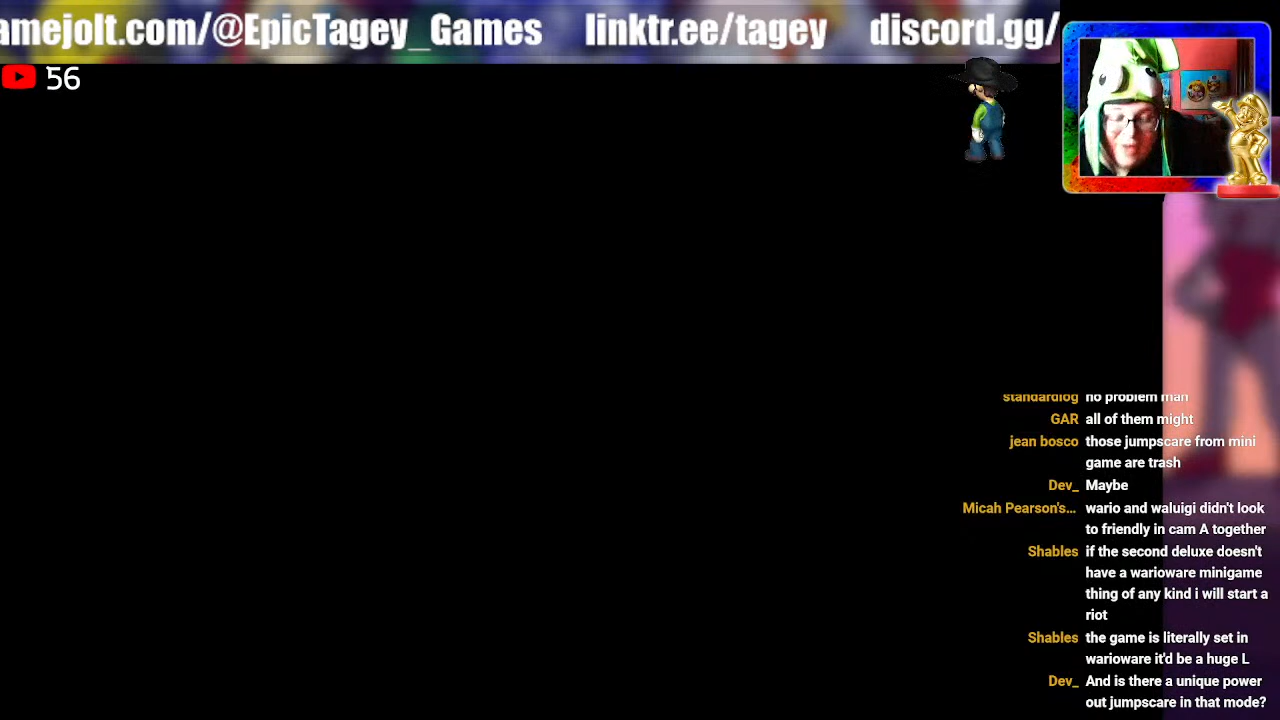 amejolt.com/@EpicTagey_Games linktr.ee/tagey discord.gg/
56
standardlog no problem man
GAR all of them might
jean bosco those jumpscare from mini
game are trash
Dev_ Maybe
Micah Pearson's... wario and waluigi didn't look
to friendly in cam A together
Shables if the second deluxe doesn't
have a warioware minigame
thing of any kind i will start a
riot
Shables the game is literally set in
warioware it'd be a huge L
Dev_ And is there a unique power
out jumpscare in that mode?